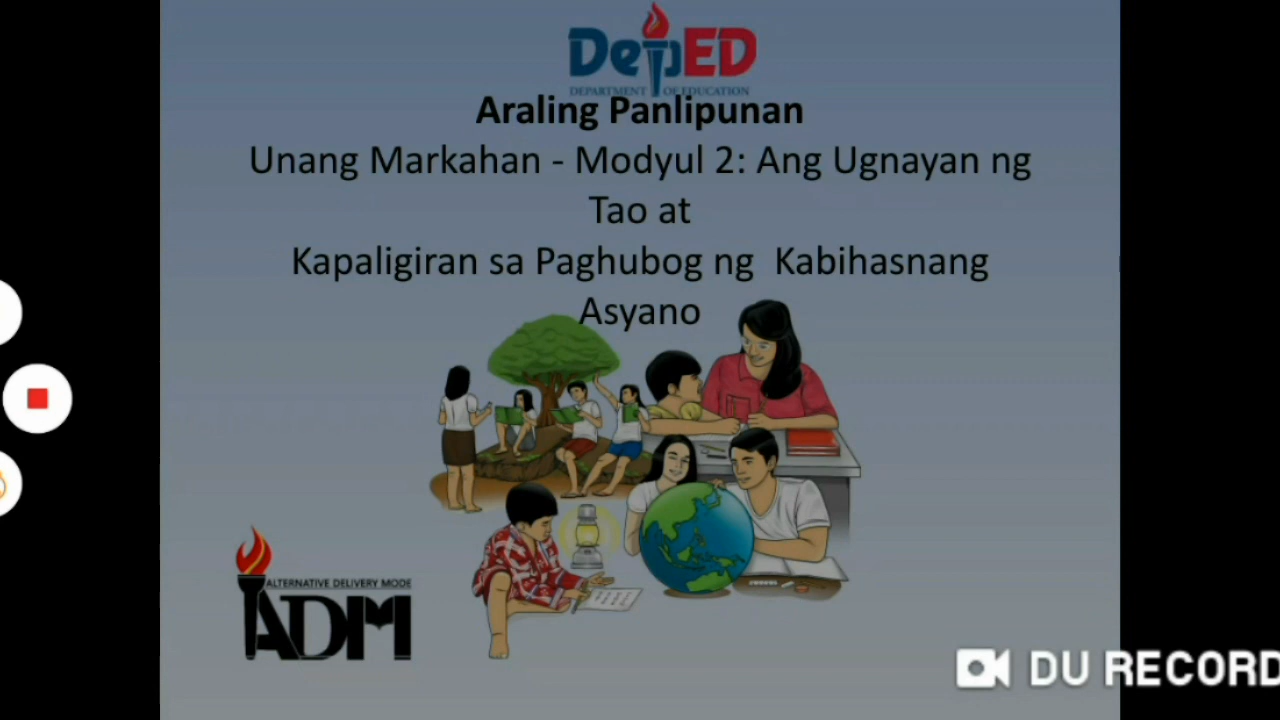 DepED
DEPARTMENT OF EDUCATION
Araling Panlipunan
Unang Markahan - Modyul 2: Ang Ugnayan ng
Tao at
Kapaligiran sa Paghubog ng Kabihasnang
Asyano
ALTERNATIVE DELIVERY MODE
ADM
DU RECORD